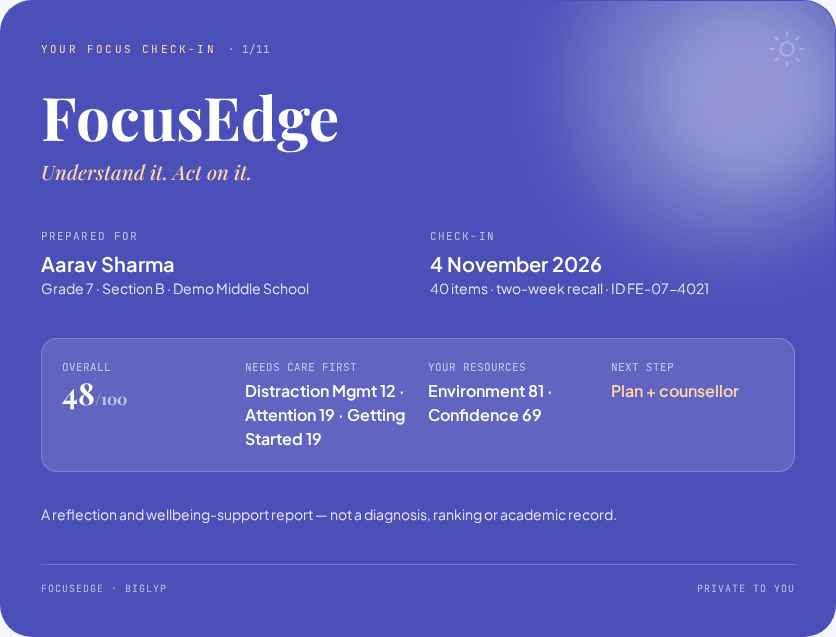 YOUR FOCUS CHECK-IN · 1/11
FocusEdge
Understand it. Act on it.
PREPARED FOR
Aarav Sharma
Grade 7 · Section B · Demo Middle School
CHECK-IN
4 November 2026
40 items · two-week recall · ID FE-07-4021
OVERALL
48/100
NEEDS CARE FIRST
Distraction Mgmt 12 ·
Attention 19 · Getting
Started 19
YOUR RESOURCES
Environment 81 ·
Confidence 69
NEXT STEP
Plan + counsellor
A reflection and wellbeing-support report — not a diagnosis, ranking or academic record.
FOCUSEDGE · BIGLYP
PRIVATE TO YOU